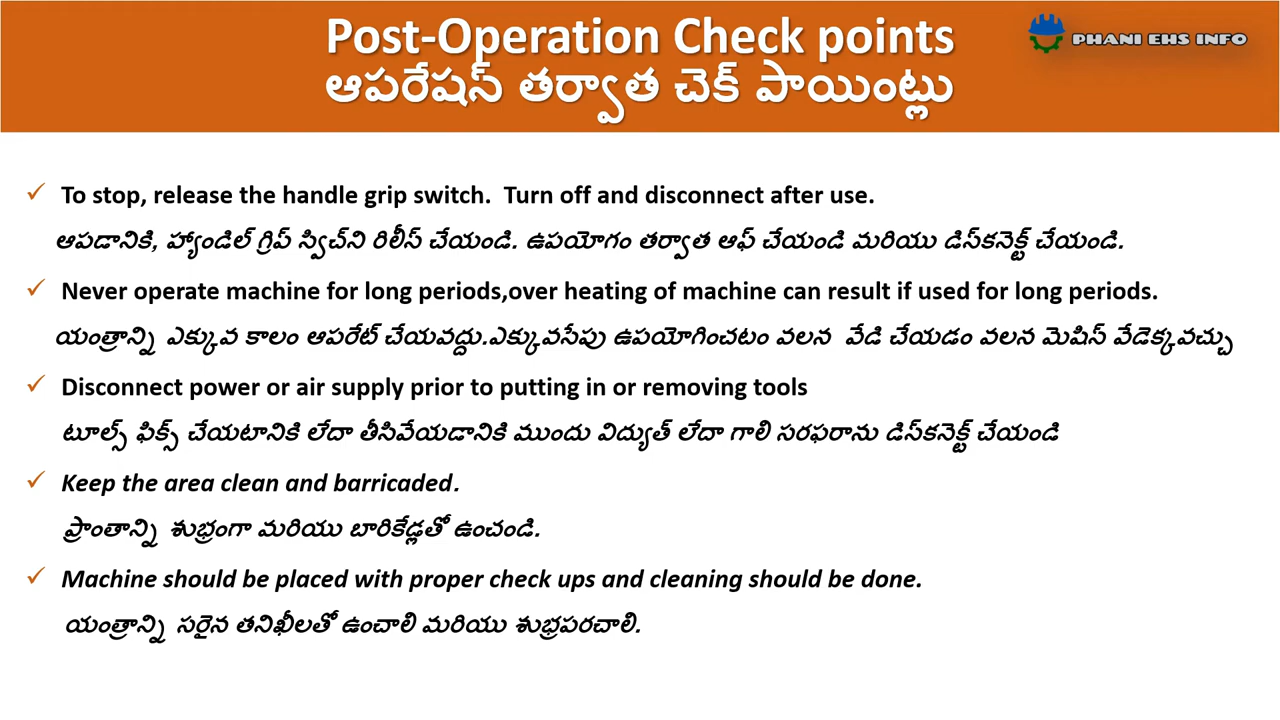 Post-Operation Check points
PHANI EHS INFO
ఆపరేషన్ తర్వాత చెక్ పాయింట్లు
✓ To stop, release the handle grip switch.  Turn off and disconnect after use.
ఆపడానికి, హ్యాండిల్ గ్రిప్ స్విచ్‌ని రిలీస్ చేయండి. ఉపయోగం తర్వాత ఆఫ్ చేయండి మరియు డిస్‌కనెక్ట్ చేయండి.
✓ Never operate machine for long periods,over heating of machine can result if used for long periods.
యంత్రాన్ని ఎక్కువ కాలం ఆపరేట్ చేయవద్దు.ఎక్కువసేపు ఉపయోగించటం వలన  వేడి చేయడం వలన మెషిస్ వేడెక్కవచ్చు
✓ Disconnect power or air supply prior to putting in or removing tools
టూల్స్ ఫిక్స్ చేయటానికి లేదా తీసివేయడానికి ముందు విద్యుత్ లేదా గాలి సరఫరాను డిస్‌కనెక్ట్ చేయండి
✓ Keep the area clean and barricaded.
ప్రాంతాన్ని శుభ్రంగా మరియు బారికేడ్లతో ఉంచండి.
✓ Machine should be placed with proper check ups and cleaning should be done.
యంత్రాన్ని సరైన తనిఖీలతో ఉంచాలి మరియు శుభ్రపరచాలి.